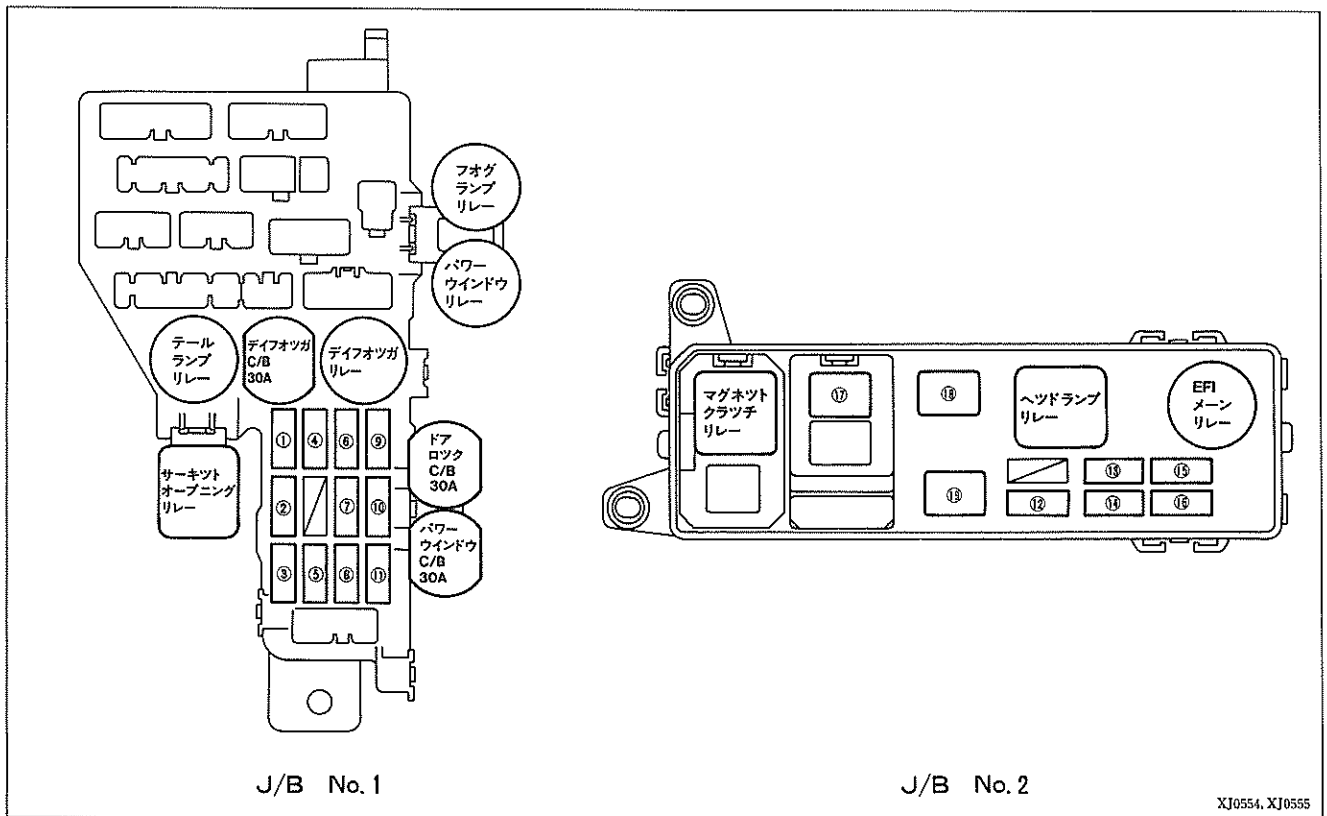 フオグ
ランプ
リレー
パワー
ウインドウ
リレー
テール
ランプ
リレー
デイフオツガ
C/B
30A
デイフオツガ
リレー
①
④
⑥
⑨
ドア
ロツク
C/B
30A
サーキツト
オープニング
リレー
②
⑦
⑩
パワー
ウインドウ
C/B
30A
③
⑤
⑧
⑪
J/B No.1
マグネツト
クラツチ
リレー
⑰
⑱
ヘツドランプ
リレー
EFI
メーン
リレー
⑲
⑬
⑮
⑫
⑭
⑯
J/B No.2
XJ0554, XJ0555